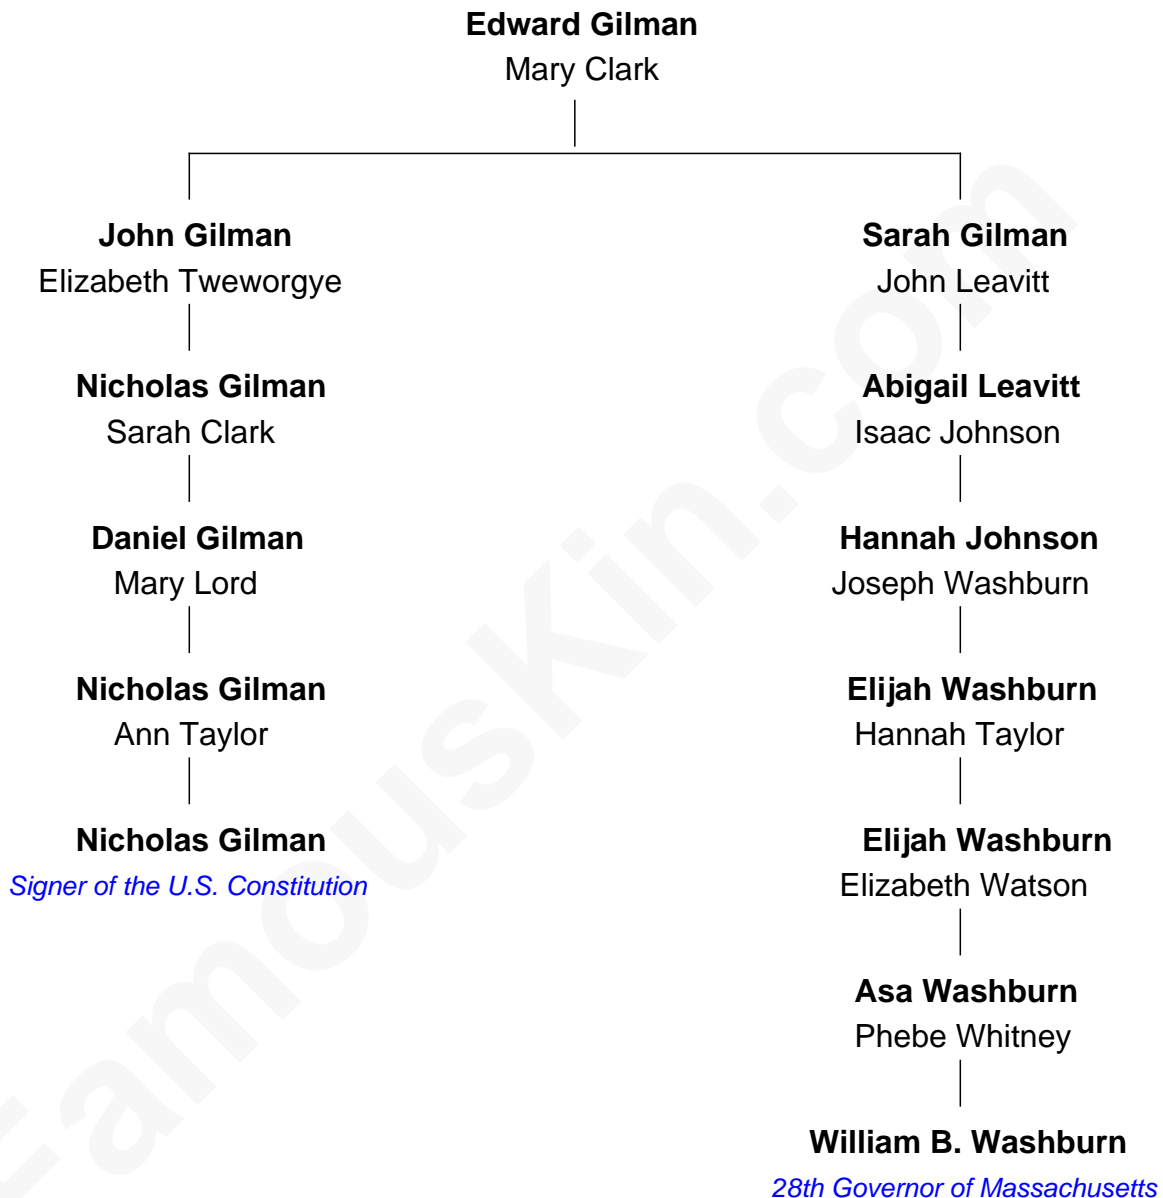 Edward Gilman
Mary Clark
John Gilman
Elizabeth Tweworgye
Nicholas Gilman
Sarah Clark
Daniel Gilman
Mary Lord
Nicholas Gilman
Ann Taylor
Nicholas Gilman
Signer of the U.S. Constitution
Sarah Gilman
John Leavitt
Abigail Leavitt
Isaac Johnson
Hannah Johnson
Joseph Washburn
Elijah Washburn
Hannah Taylor
Elijah Washburn
Elizabeth Watson
Asa Washburn
Phebe Whitney
William B. Washburn
28th Governor of Massachusetts
FamousKin.com